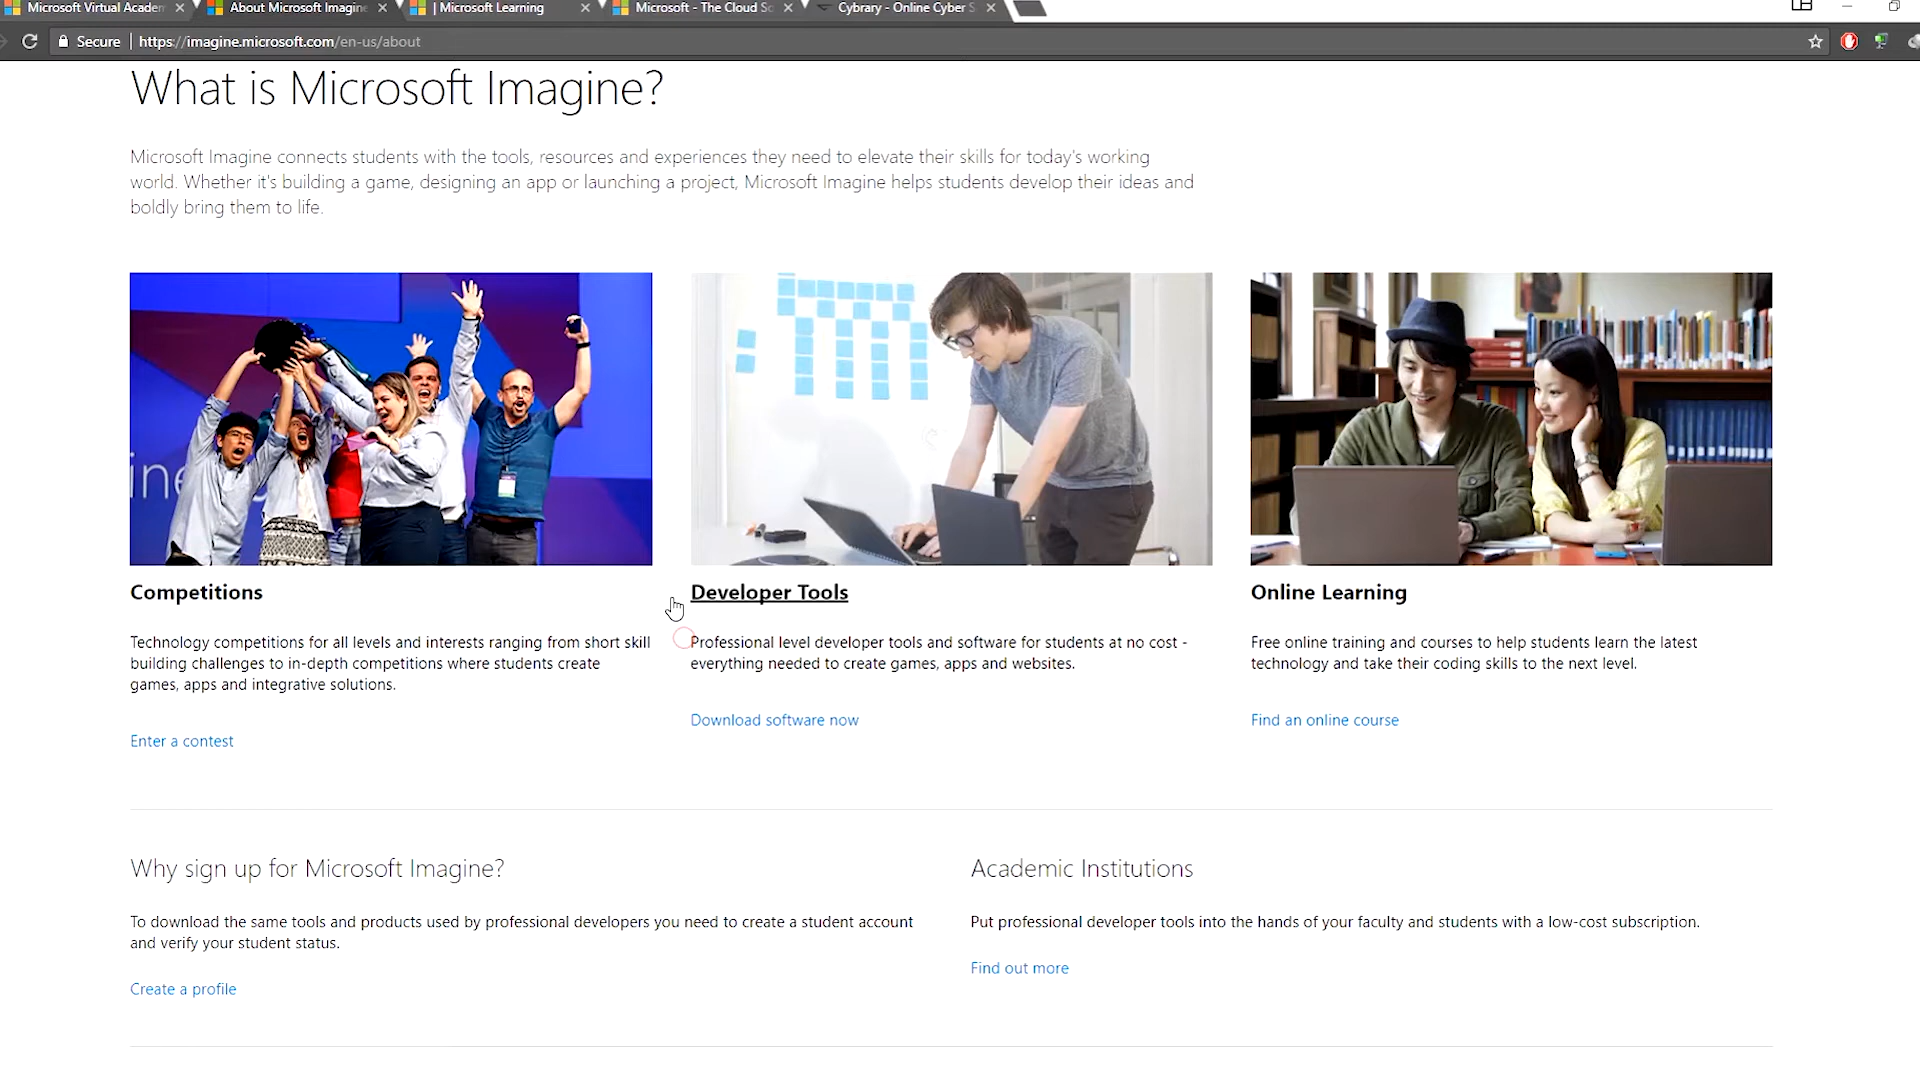 Microsoft Virtual Academ
About Microsoft Imagine
| Microsoft Learning
Microsoft - The Cloud Sc
Cybrary - Online Cyber S
Secure
https://imagine.microsoft.com/en-us/about
What is Microsoft Imagine?
Microsoft Imagine connects students with the tools, resources and experiences they need to elevate their skills for today's working
world. Whether it's building a game, designing an app or launching a project, Microsoft Imagine helps students develop their ideas and
boldly bring them to life.
Competitions
Technology competitions for all levels and interests ranging from short skill
building challenges to in-depth competitions where students create
games, apps and integrative solutions.
Enter a contest
Developer Tools
Professional level developer tools and software for students at no cost -
everything needed to create games, apps and websites.
Download software now
Online Learning
Free online training and courses to help students learn the latest
technology and take their coding skills to the next level.
Find an online course
Why sign up for Microsoft Imagine?
To download the same tools and products used by professional developers you need to create a student account
and verify your student status.
Create a profile
Academic Institutions
Put professional developer tools into the hands of your faculty and students with a low-cost subscription.
Find out more